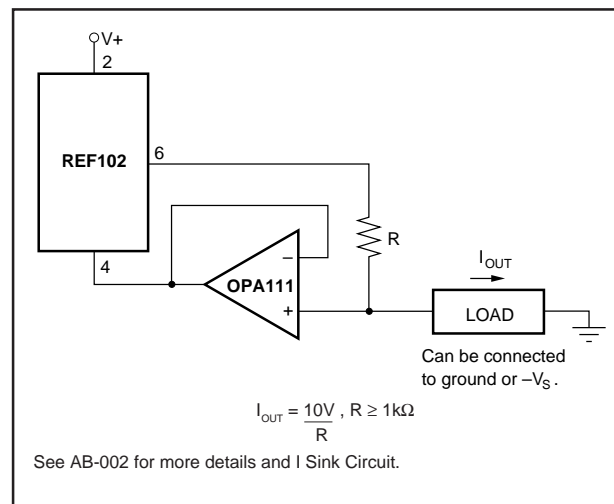 V+
2
REF102
6
4
R
–
OPA111
+
I_OUT
LOAD
Can be connected
to ground or –V_S.
I_OUT = 10V/R , R ≥ 1kΩ
See AB-002 for more details and I Sink Circuit.